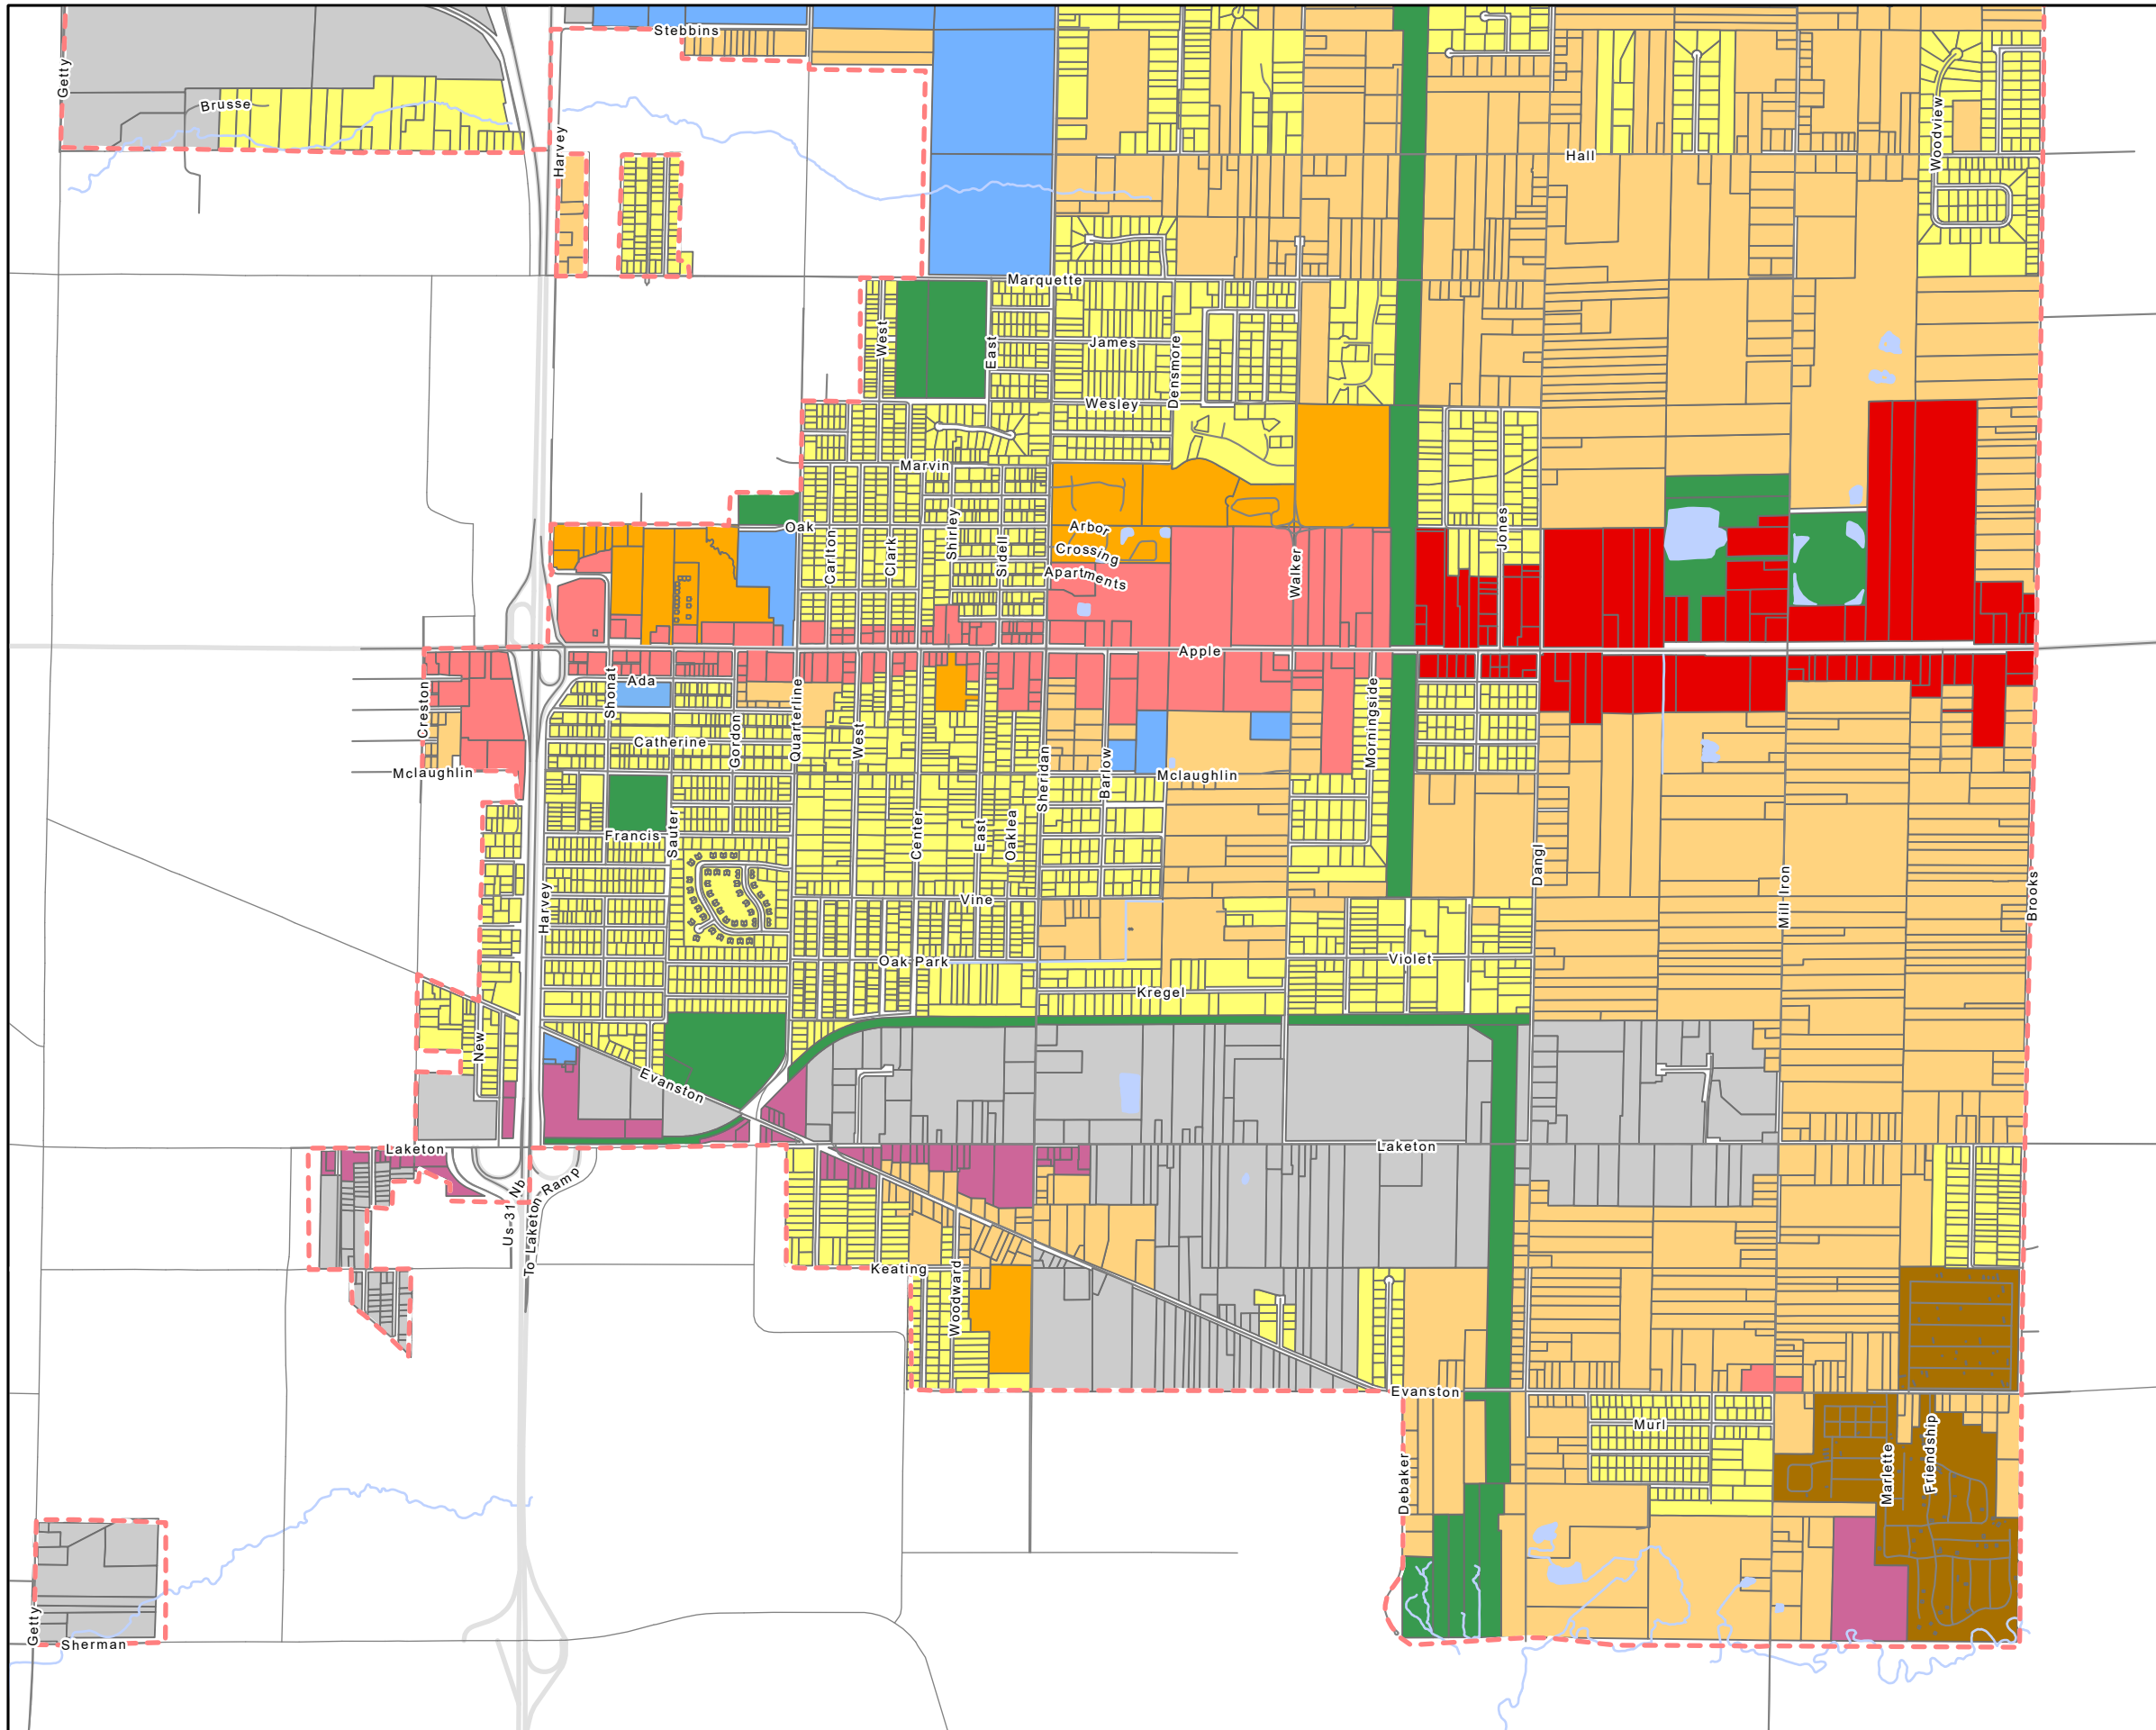 Stebbins
Getty
Brusse
Harvey
Woodview
Hall
Marquette
West
East
James
Densmore
Wesley
Marvin
Oak
Carlton
Clark
Shirley
Sidell
Arbor
Crossing
Apartments
Walker
Jones
Apple
Creston
Shonat
Ada
Quarterline
Gordon
Catherine
West
Sheridan
Barlow
Morningside
Mclaughlin
Mclaughlin
Francis
Sauter
Center
East
Oaklea
Dangl
Mill Iron
Brooks
Harvey
Vine
Oak Park
Violet
Kregel
New
Evanston
Laketon
Laketon
Us-31 Nb
To Laketon Ramp
Keating
Woodward
Evanston
Murl
Debaker
Marlette
Friendship
Getty
Sherman